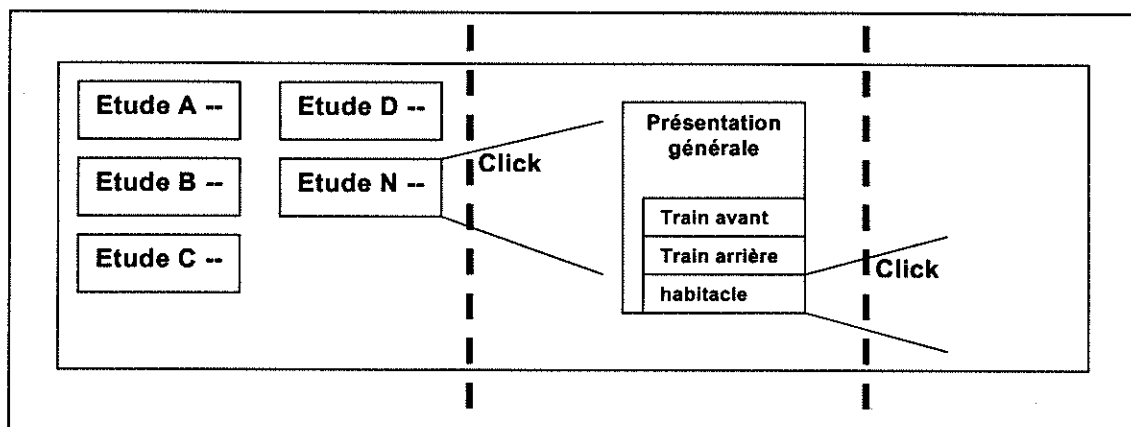 Etude A --
Etude B --
Etude C --
Etude D --
Etude N --
Click
Présentation
générale
Train avant
Train arrière
habitacle
Click